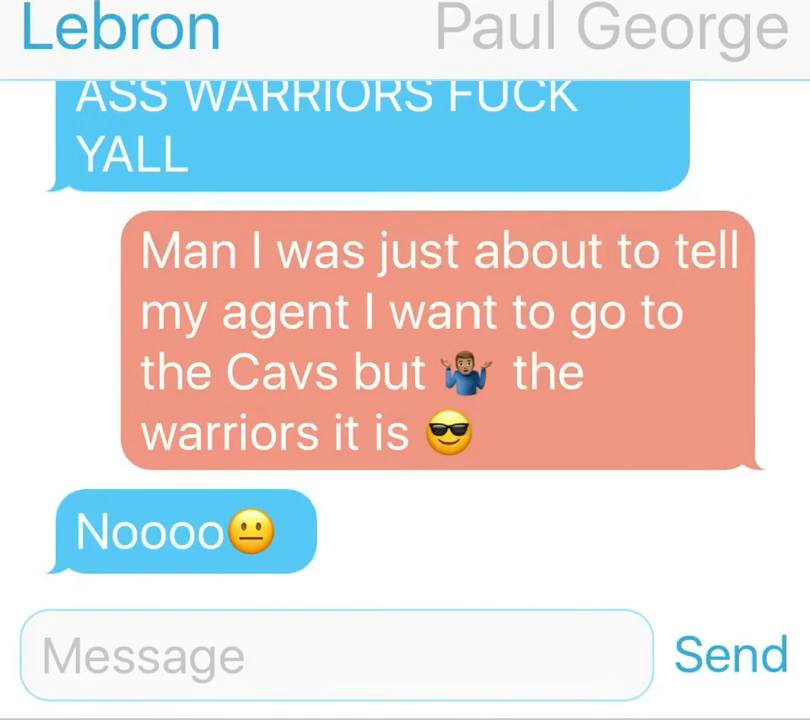 Lebron Paul George
ASS WARRIORS FUCK
YALL
Man I was just about to tell
my agent I want to go to
the Cavs but 🤷🏽‍♂️ the
warriors it is 😎
Noooo😐
Message Send